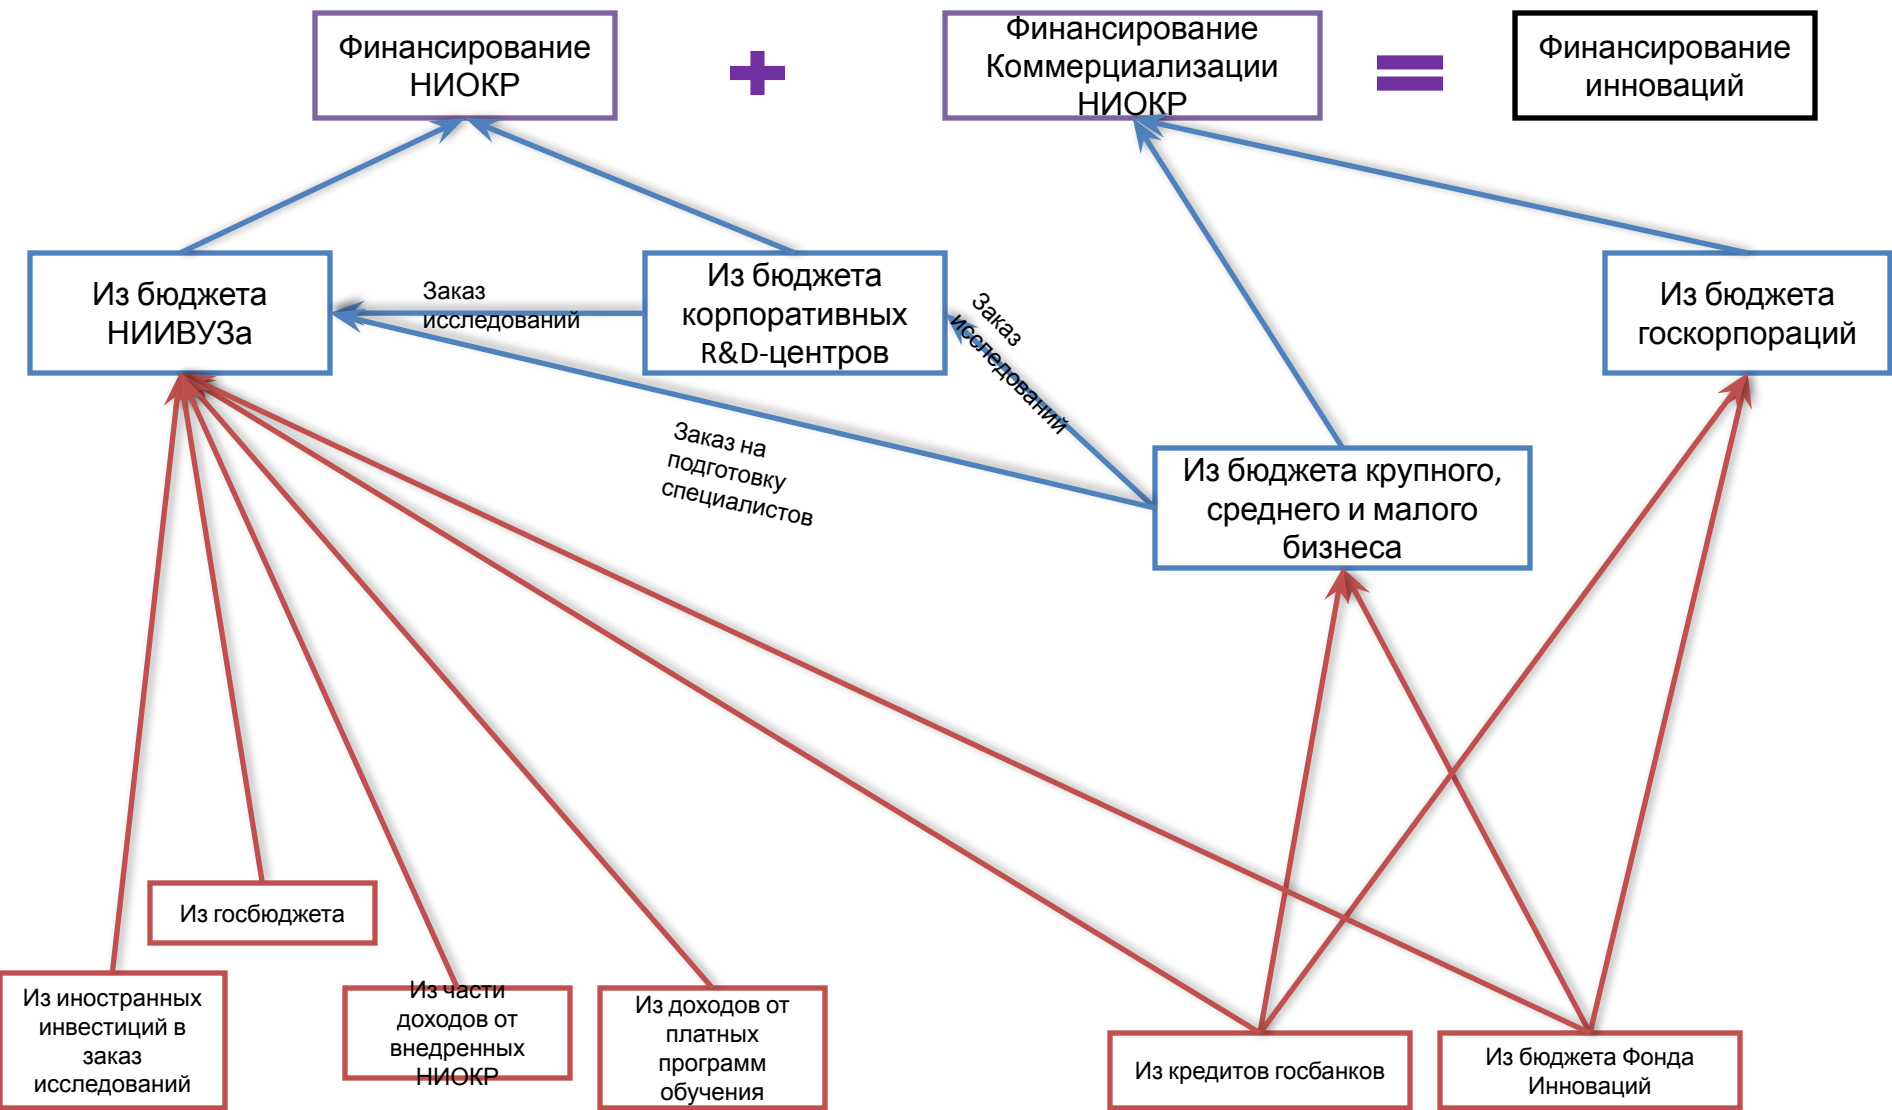 Финансирование
НИОКР
Финансирование
Коммерциализации
НИОКР
Финансирование
инноваций
Из бюджета
НИИВУЗа
Заказ
исследований
Из бюджета
корпоративных
R&D-центров
Заказ
исследований
Из бюджета
госкорпораций
Заказ на
подготовку
специалистов
Из бюджета крупного,
среднего и малого
бизнеса
Из госбюджета
Из иностранных
инвестиций в
заказ
исследований
Из части
доходов от
внедренных
НИОКР
Из доходов от
платных
программ
обучения
Из кредитов госбанков
Из бюджета Фонда
Инноваций